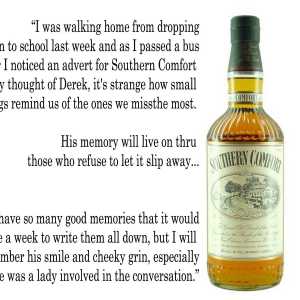 “I was walking home from dropping
n to school last week and as I passed a bus
I noticed an advert for Southern Comfort
y thought of Derek, it's strange how small
gs remind us of the ones we missthe most.
His memory will live on thru
those who refuse to let it slip away...
have so many good memories that it would
e a week to write them all down, but I will
mber his smile and cheeky grin, especially
e was a lady involved in the conversation.”
SOUTHERN COMFORT
SOUTHERN COMFORT